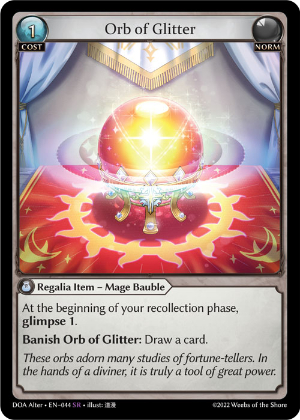 1
Orb of Glitter
COST
NORM
Regalia Item – Mage Bauble
At the beginning of your recollection phase,
glimpse 1.
Banish Orb of Glitter: Draw a card.
These orbs adorn many studies of fortune-tellers. In
the hands of a diviner, it is truly a tool of great power.
DOA Alter • EN-044 SR • illust: 道湯
©2022 Weebs of the Shore